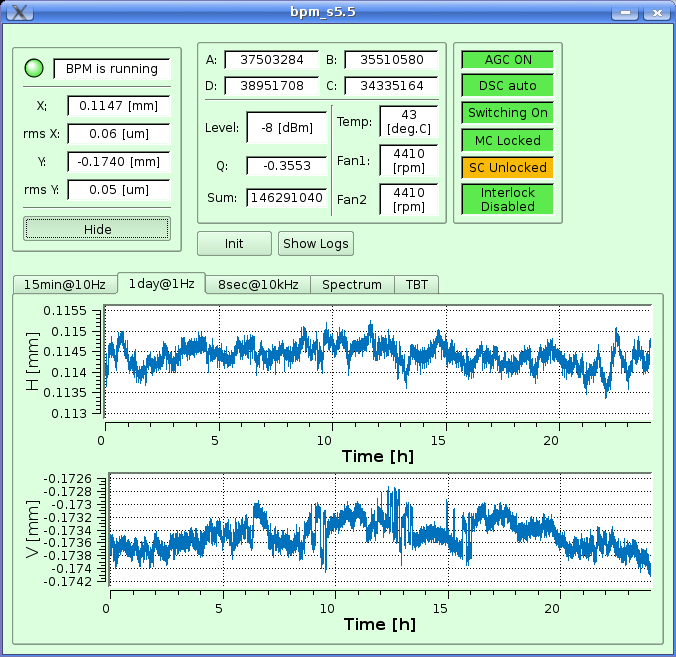 bpm_s5.5
BPM is running
X; 0.1147 [mm]
rms X: 0.06 [um]
Y: -0.1740 [mm]
rms Y: 0.05 [um]
Hide
A: 37503284 B: 35510580
D: 38951708 C: 34335164
Level: -8 [dBm]
Q: -0.3553
Sum: 146291040
Temp: 43
[deg.C]
Fan1: 4410
[rpm]
Fan2 4410
[rpm]
AGC ON
DSC auto
Switching On
MC Locked
SC Unlocked
Interlock
Disabled
Init Show Logs
15min@10Hz 1day@1Hz 8sec@10kHz Spectrum TBT
H [mm]
0.1155
0.115
0.1145
0.114
0.1135
0.113
0 5 10 15 20
Time [h]
V [mm]
-0.1726
-0.1728
-0.173
-0.1732
-0.1734
-0.1736
-0.1738
-0.174
-0.1742
0 5 10 15 20
Time [h]